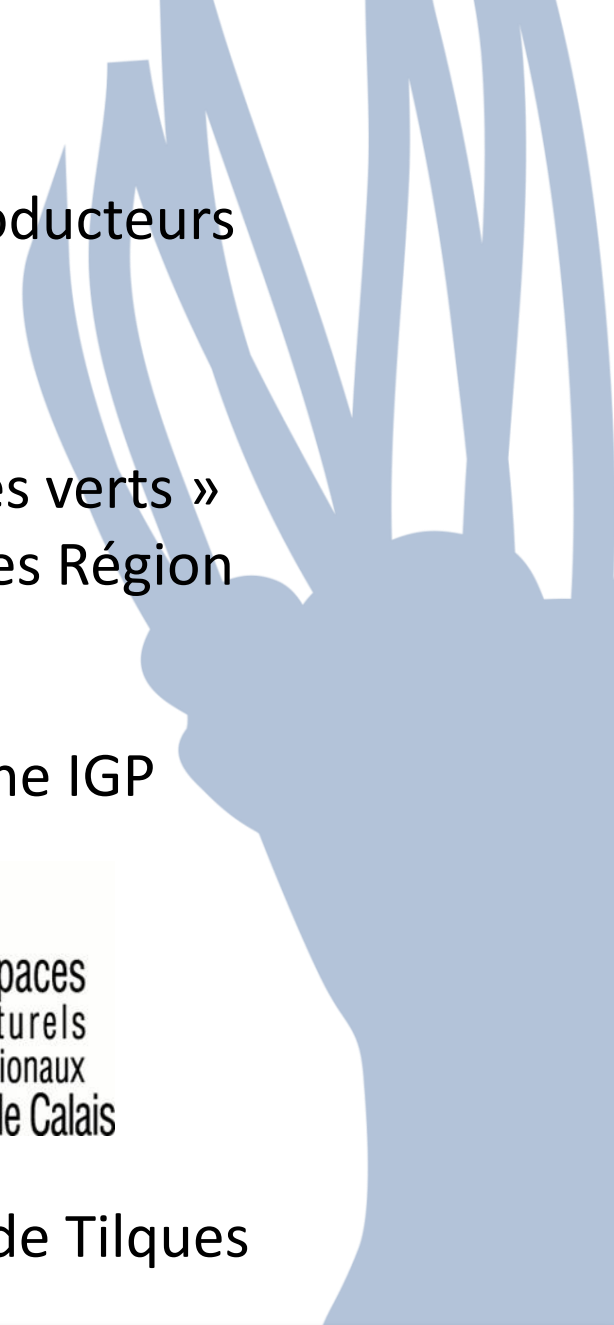 oducteurs
es verts »
es Région
ne IGP
paces
turels
ionaux
le Calais
de Tilques